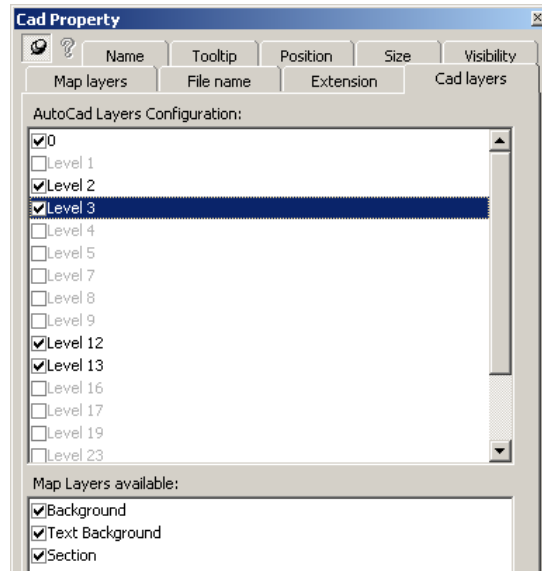 Cad Property
Name Tooltip Position Size Visibility
Map layers File name Extension Cad layers
AutoCad Layers Configuration:
0
Level 1
Level 2
Level 3
Level 4
Level 5
Level 7
Level 8
Level 9
Level 12
Level 13
Level 16
Level 17
Level 19
Level 23
Map Layers available:
Background
Text Background
Section